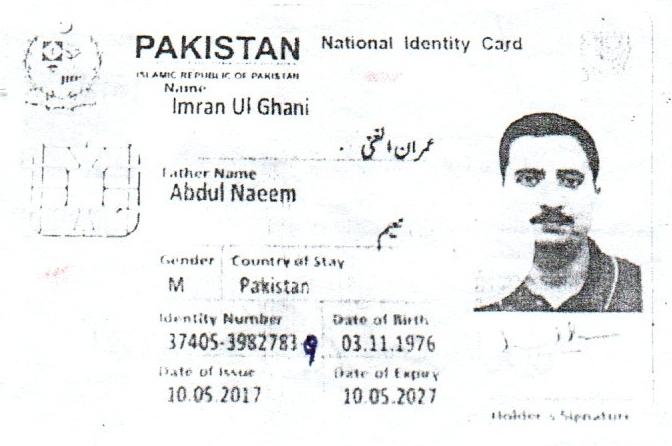 PAKISTAN National Identity Card
ISLAMIC REPUBLIC OF PAKISTAN
Name
Imran Ul Ghani
عمران الغنی
Father Name
Abdul Naeem
نعیم
Gender Country of Stay
M Pakistan
Identity Number Date of Birth
37405-3982783 9 03.11.1976
Date of Issue Date of Expiry
10.05.2017 10.05.2027
Holder's Signature